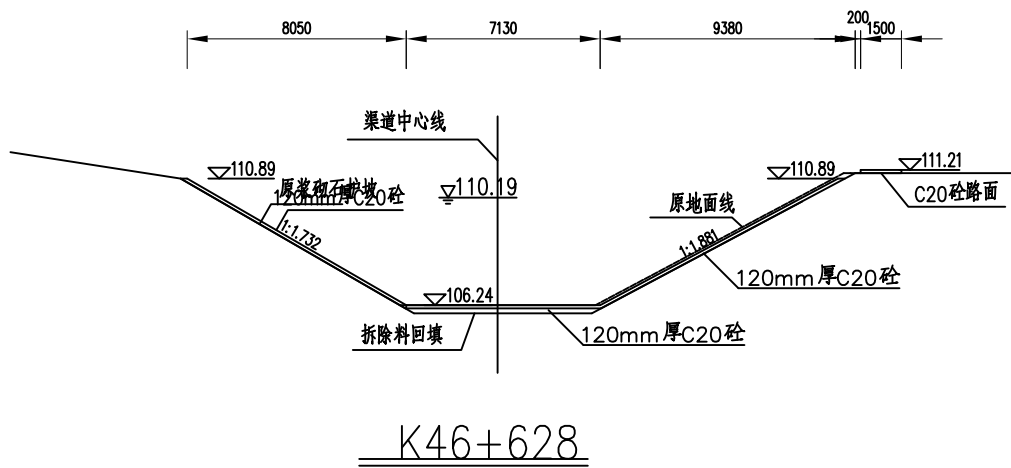 8050
7130
9380
200
1500
渠道中心线
110.89
110.19
110.89
111.21
原浆砌石护坡
120mm厚C20砼
1:1.732
原地面线
C20砼路面
1:1.881
120mm厚C20砼
106.24
拆除料回填
120mm厚C20砼
K46+628